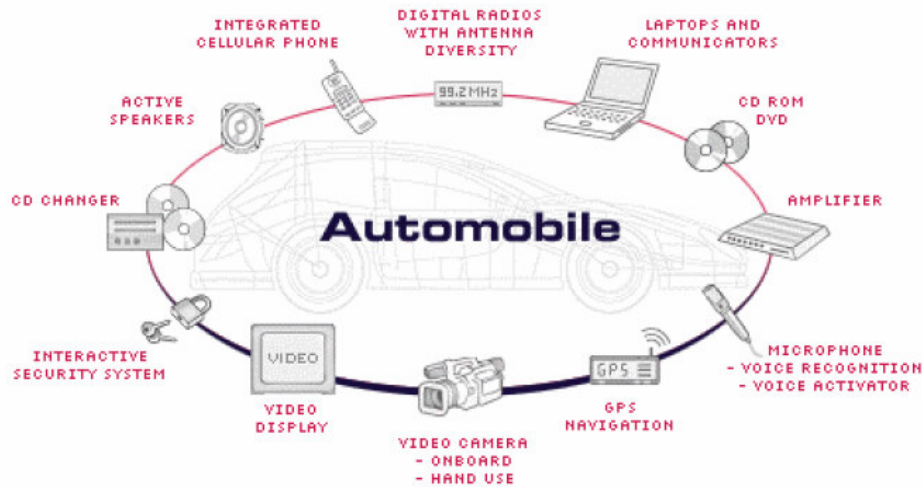 DIGITAL RADIOS
WITH ANTENNA
DIVERSITY
INTEGRATED
CELLULAR PHONE
LAPTOPS AND
COMMUNICATORS
99.2 MHz
ACTIVE
SPEAKERS
CD ROM
DVD
CD CHANGER
AMPLIFIER
Automobile
INTERACTIVE
SECURITY SYSTEM
VIDEO
VIDEO
DISPLAY
VIDEO CAMERA
- ONBOARD
- HAND USE
GPS
GPS
NAVIGATION
MICROPHONE
- VOICE RECOGNITION
- VOICE ACTIVATOR